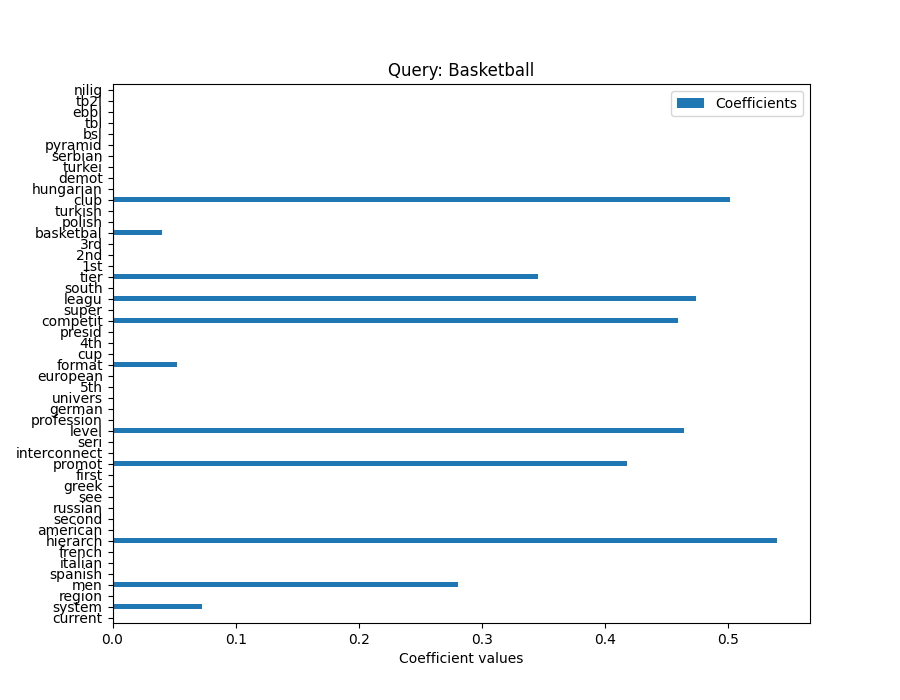 Query: Basketball
Coefficients
nilig
tb2l
ebpl
tbl
bsl
pyramid
serbian
turkei
demot
hungarian
club
turkish
polish
basketbal
3rd
2nd
1st
tier
south
leagu
super
competit
presid
4th
cup
format
european
5th
univers
german
profession
level
seri
interconnect
promot
first
greek
see
russian
second
american
hierarch
french
italian
spanish
men
region
system
current
0.0 0.1 0.2 0.3 0.4 0.5
Coefficient values